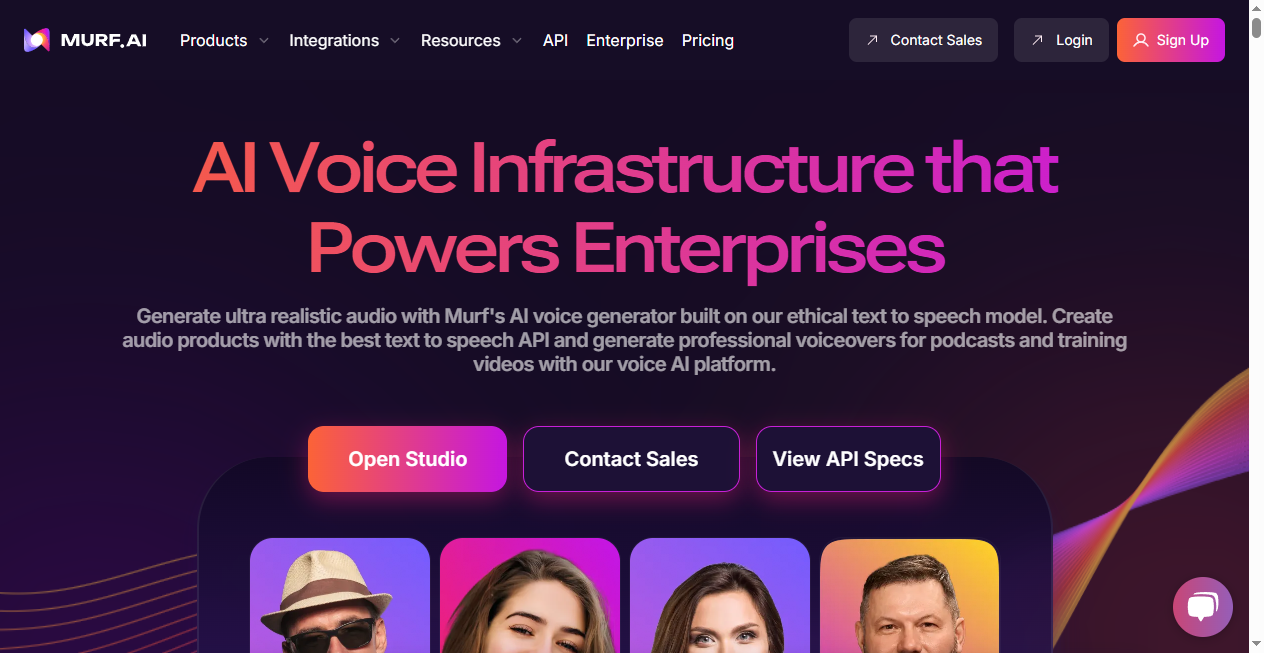 MURF.AI
Products
Integrations
Resources
API
Enterprise
Pricing
Contact Sales
Login
Sign Up
AI Voice Infrastructure that
Powers Enterprises
Generate ultra realistic audio with Murf's AI voice generator built on our ethical text to speech model. Create
audio products with the best text to speech API and generate professional voiceovers for podcasts and training
videos with our voice AI platform.
Open Studio
Contact Sales
View API Specs